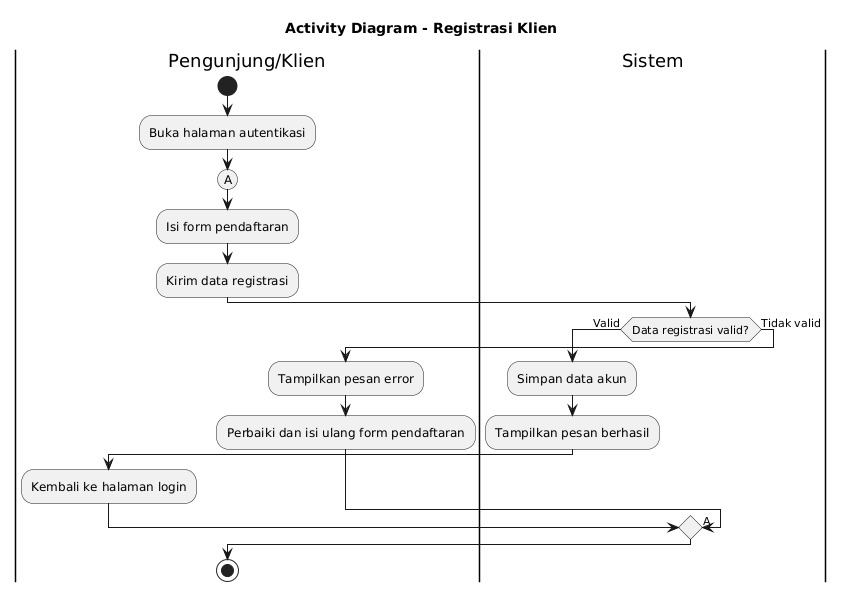 Activity Diagram - Registrasi Klien
Pengunjung/Klien
Sistem
Buka halaman autentikasi
A
Isi form pendaftaran
Kirim data registrasi
Data registrasi valid?
Valid
Tidak valid
Tampilkan pesan error
Simpan data akun
Perbaiki dan isi ulang form pendaftaran
Tampilkan pesan berhasil
Kembali ke halaman login
A